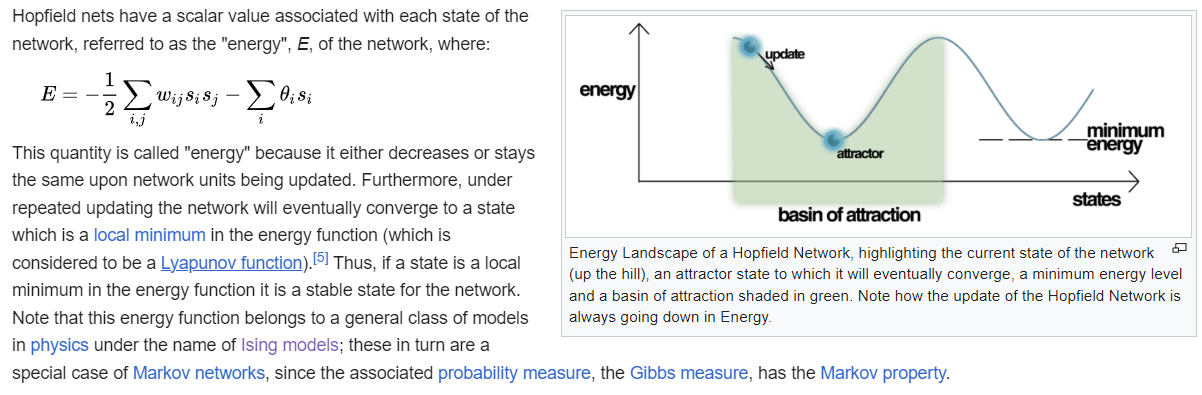 Hopfield nets have a scalar value associated with each state of the
network, referred to as the "energy", E, of the network, where:
E = −1/2 ∑i,j wijsisj − ∑i θisi
This quantity is called "energy" because it either decreases or stays
the same upon network units being updated. Furthermore, under
repeated updating the network will eventually converge to a state
which is a local minimum in the energy function (which is
considered to be a Lyapunov function).[5] Thus, if a state is a local
minimum in the energy function it is a stable state for the network.
Note that this energy function belongs to a general class of models
in physics under the name of Ising models; these in turn are a
special case of Markov networks, since the associated probability measure, the Gibbs measure, has the Markov property.
update
energy
attractor
minimum
energy
states
basin of attraction
Energy Landscape of a Hopfield Network, highlighting the current state of the network
(up the hill), an attractor state to which it will eventually converge, a minimum energy level
and a basin of attraction shaded in green. Note how the update of the Hopfield Network is
always going down in Energy.